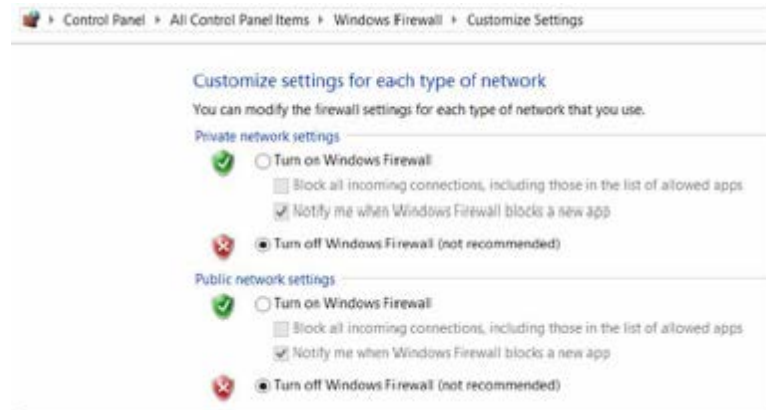 Control Panel ▸ All Control Panel Items ▸ Windows Firewall ▸ Customize Settings
Customize settings for each type of network
You can modify the firewall settings for each type of network that you use.
Private network settings
Turn on Windows Firewall
Block all incoming connections, including those in the list of allowed apps
Notify me when Windows Firewall blocks a new app
Turn off Windows Firewall (not recommended)
Public network settings
Turn on Windows Firewall
Block all incoming connections, including those in the list of allowed apps
Notify me when Windows Firewall blocks a new app
Turn off Windows Firewall (not recommended)